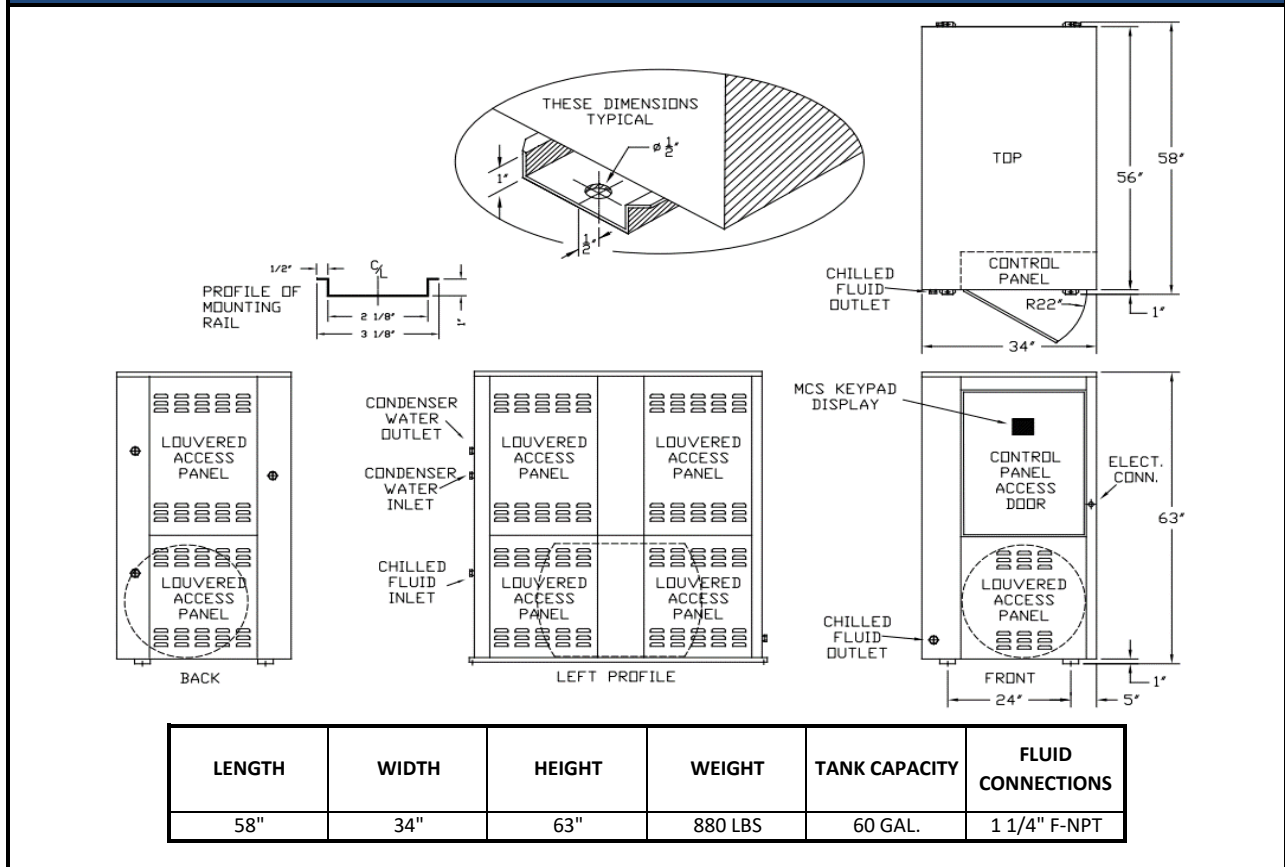 THESE DIMENSIONS
TYPICAL
ø 1/2"
1"
1/2"
TOP
56"
58"
CONTROL
PANEL
CHILLED
FLUID
OUTLET
R22"
1"
34"
PROFILE OF
MOUNTING
RAIL
1/2"
C/L
2 1/8"
3 1/8"
1"
LOUVERED
ACCESS
PANEL
LOUVERED
ACCESS
PANEL
BACK
CONDENSER
WATER
OUTLET
CONDENSER
WATER
INLET
CHILLED
FLUID
INLET
LOUVERED
ACCESS
PANEL
LOUVERED
ACCESS
PANEL
LOUVERED
ACCESS
PANEL
LOUVERED
ACCESS
PANEL
LEFT PROFILE
MCS KEYPAD
DISPLAY
CONTROL
PANEL
ACCESS
DOOR
ELECT.
CONN.
63"
LOUVERED
ACCESS
PANEL
CHILLED
FLUID
OUTLET
FRONT
1"
24"
5"
LENGTH WIDTH HEIGHT WEIGHT TANK CAPACITY FLUID
CONNECTIONS
58" 34" 63" 880 LBS 60 GAL. 1 1/4" F-NPT